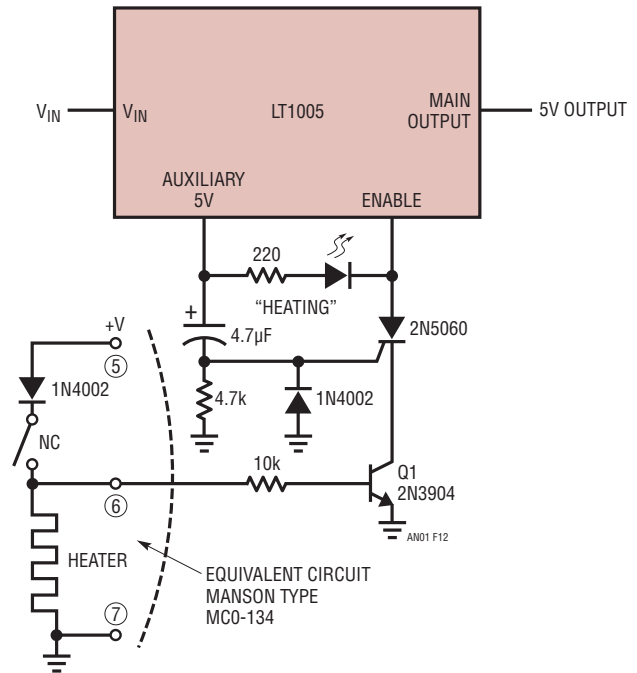 V_IN
V_IN
LT1005
MAIN
OUTPUT
5V OUTPUT
AUXILIARY
5V
ENABLE
220
"HEATING"
+
4.7µF
2N5060
+V
5
1N4002
4.7k
1N4002
NC
10k
Q1
2N3904
6
AN01 F12
HEATER
EQUIVALENT CIRCUIT
MANSON TYPE
MC0-134
7